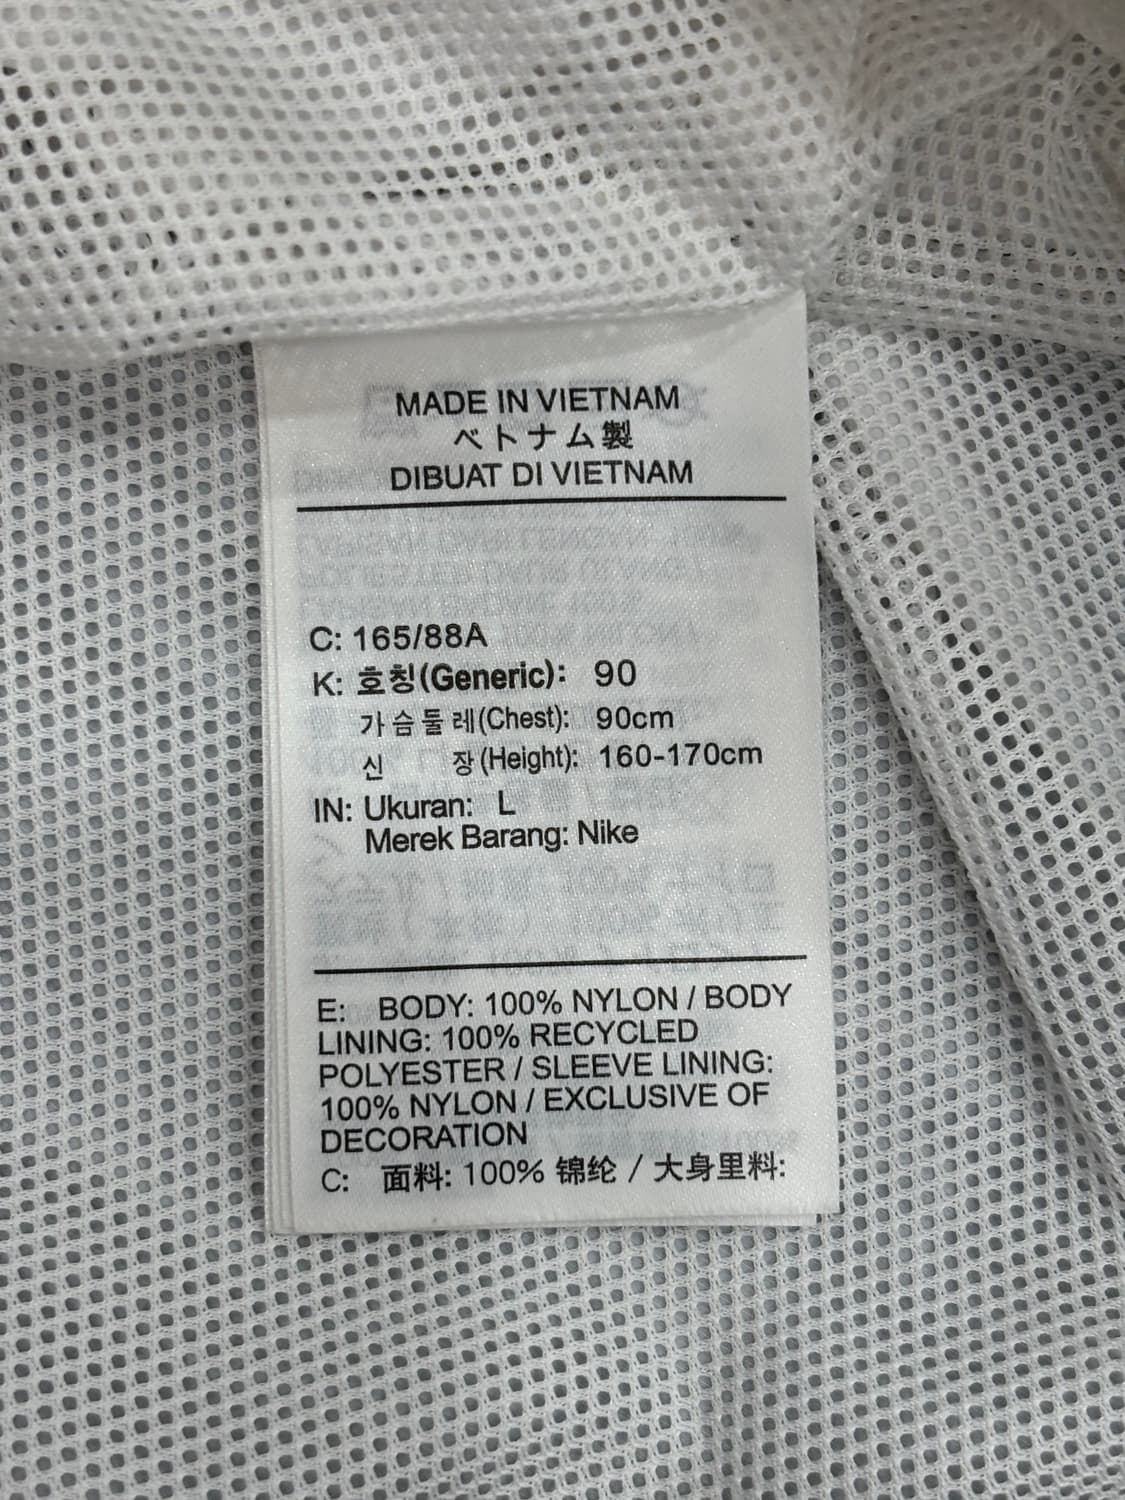 MADE IN VIETNAM
ベトナム製
DIBUAT DI VIETNAM
C: 165/88A
K: 호칭(Generic): 90
가슴둘레(Chest): 90cm
신 장(Height): 160-170cm
IN: Ukuran: L
Merek Barang: Nike
E: BODY: 100% NYLON / BODY
LINING: 100% RECYCLED
POLYESTER / SLEEVE LINING:
100% NYLON / EXCLUSIVE OF
DECORATION
C: 面料: 100% 锦纶 / 大身里料: